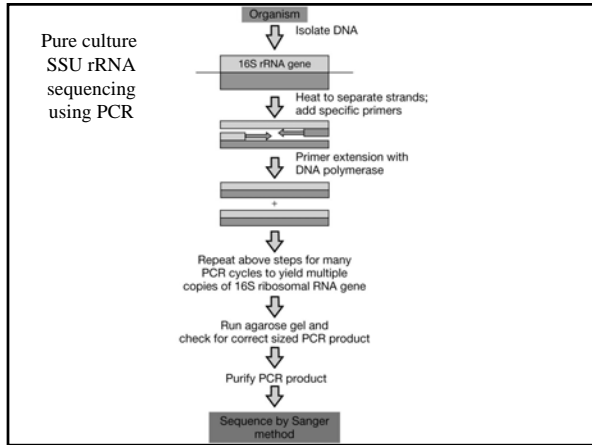 Pure culture
SSU rRNA
sequencing
using PCR
Organism
Isolate DNA
16S rRNA gene
Heat to separate strands;
add specific primers
Primer extension with
DNA polymerase
+
Repeat above steps for many
PCR cycles to yield multiple
copies of 16S ribosomal RNA gene
Run agarose gel and
check for correct sized PCR product
Purify PCR product
Sequence by Sanger
method